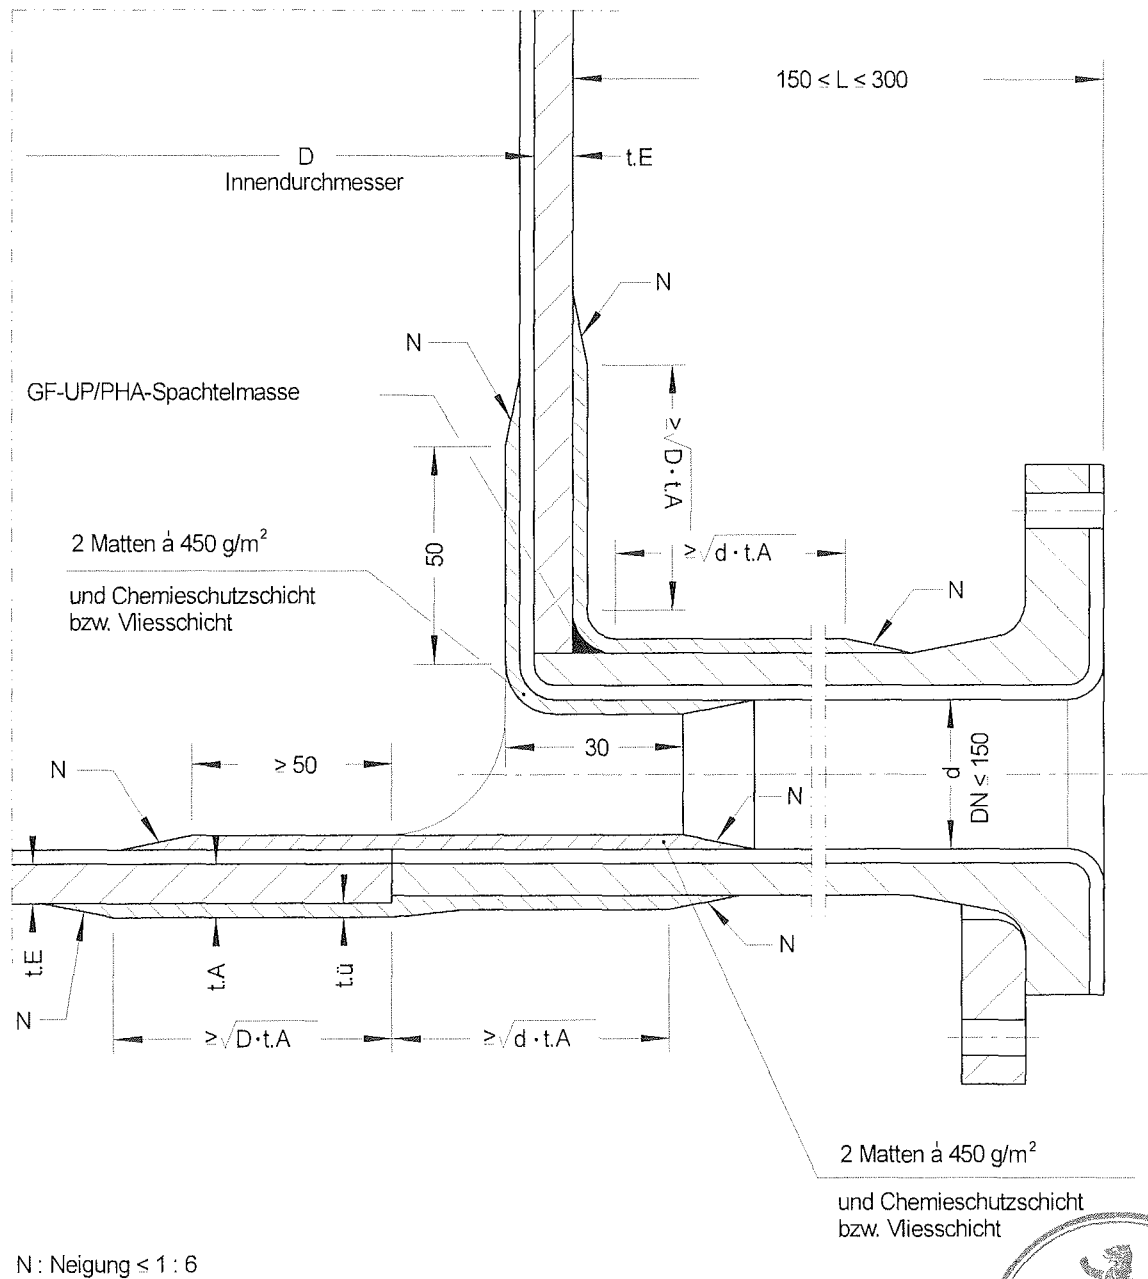 150 ≤ L ≤ 300
D
Innendurchmesser
t.E
N
N
GF-UP/PHA-Spachtelmasse
≥√D·t.A
50
2 Matten à 450 g/m²
und Chemieschutzschicht
bzw. Vliesschicht
≥√d·t.A
N
30
d
DN ≤ 150
N
≥ 50
N
t.E
t.A
t.ü
N
N
≥√D·t.A
≥√d·t.A
2 Matten à 450 g/m²
und Chemieschutzschicht
bzw. Vliesschicht
N : Neigung ≤ 1 : 6